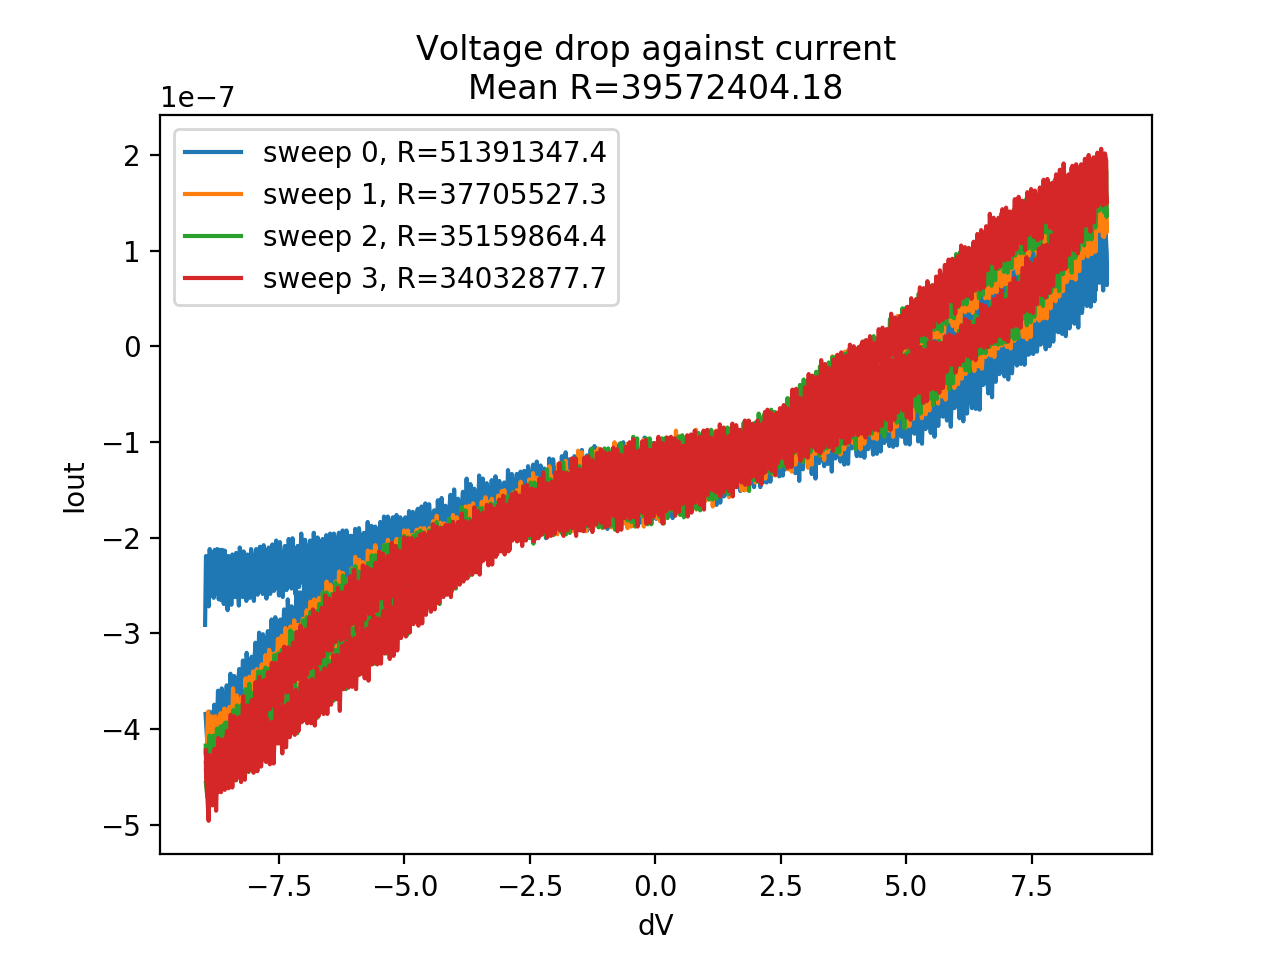 Voltage drop against current
Mean R=39572404.18
1e−7
sweep 0, R=51391347.4
sweep 1, R=37705527.3
sweep 2, R=35159864.4
sweep 3, R=34032877.7
2
1
0
−1
−2
−3
−4
−5
Iout
−7.5
−5.0
−2.5
0.0
2.5
5.0
7.5
dV